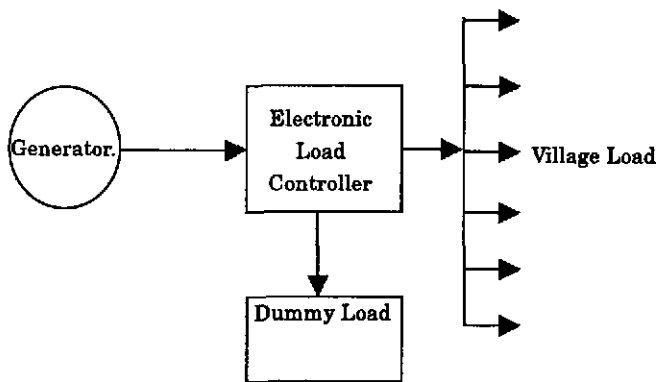 Generator.
Electronic
Load
Controller
Village Load
Dummy Load